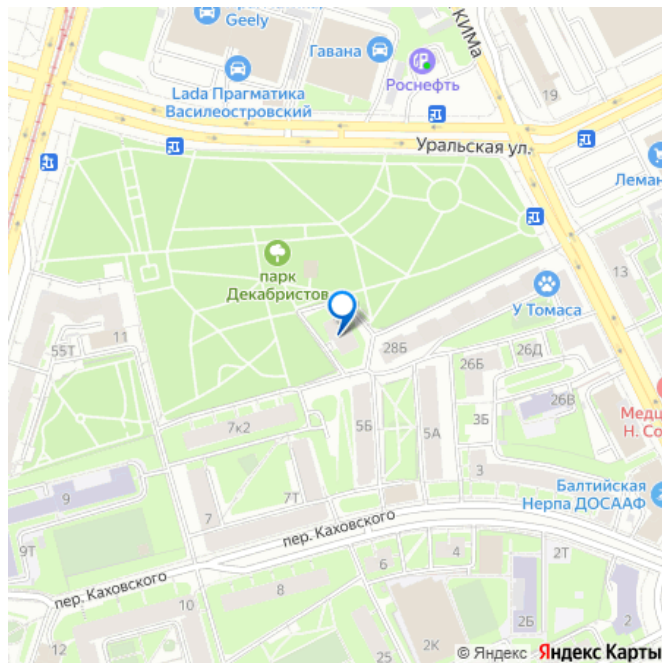 Geely
Гавана
КИМа
Роснефть
Lada Прагматика
Василеостровский
19
Уральская ул.
Леман
парк
Декабристов
13
У Томаса
11
55Т
28Б
26Д
26Б
26В
Медц
Н. Со
7к2
5Б
5А
3Б
3
Балтийская
Нерпа ДОСААФ
9
7Т
7
пер. Каховского
9Т
4
2Т
6
8
пер. Каховского
10
12
2К
2Б
2
© Яндекс Яндекс Карты